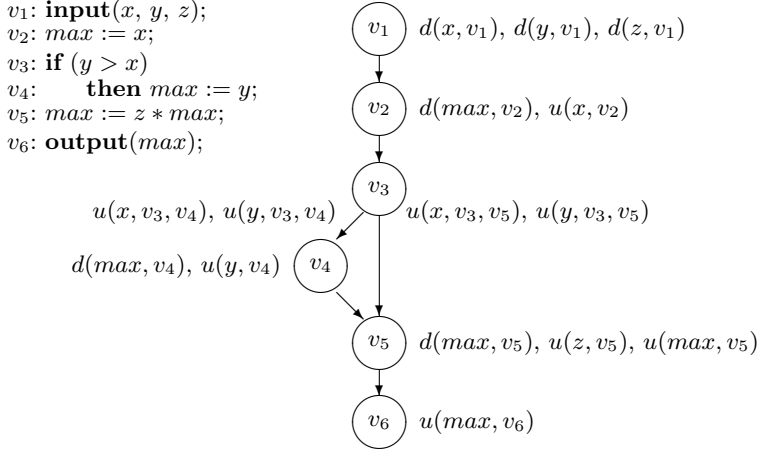 v₁: input(x, y, z);
v₂: max := x;
v₃: if (y > x)
v₄: then max := y;
v₅: max := z ∗ max;
v₆: output(max);
v₁ d(x, v₁), d(y, v₁), d(z, v₁)
v₂ d(max, v₂), u(x, v₂)
v₃
u(x, v₃, v₄), u(y, v₃, v₄) u(x, v₃, v₅), u(y, v₃, v₅)
d(max, v₄), u(y, v₄) v₄
v₅ d(max, v₅), u(z, v₅), u(max, v₅)
v₆ u(max, v₆)